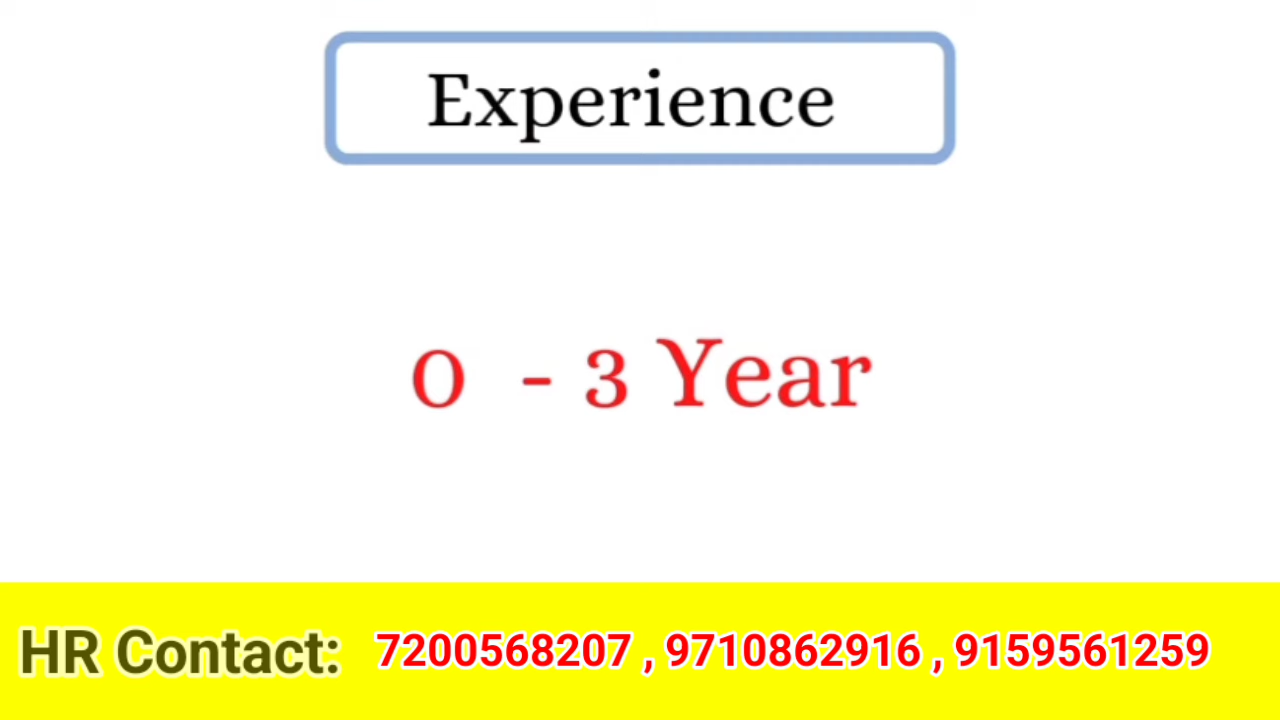 Experience
0 - 3 Year
HR Contact: 7200568207 , 9710862916 , 9159561259